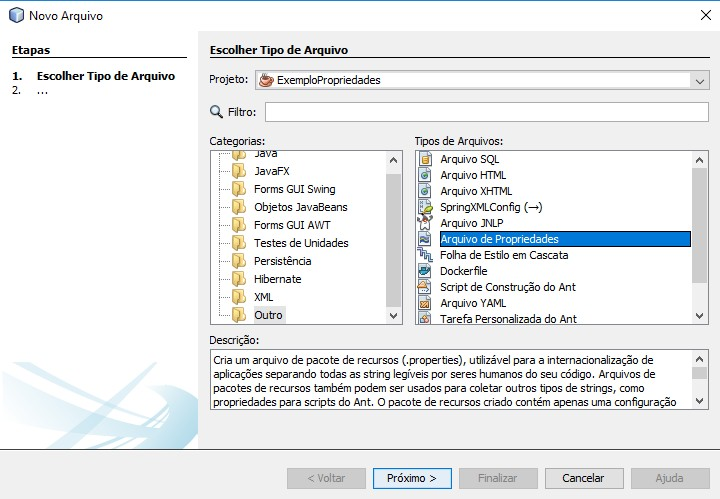 Novo Arquivo
Etapas
1. Escolher Tipo de Arquivo
2. ...
Escolher Tipo de Arquivo
Projeto: ExemploPropriedades
Filtro:
Categorias:
Java
JavaFX
Forms GUI Swing
Objetos JavaBeans
Forms GUI AWT
Testes de Unidades
Persistência
Hibernate
XML
Outro
Tipos de Arquivos:
Arquivo SQL
Arquivo HTML
Arquivo XHTML
SpringXMLConfig (→)
Arquivo JNLP
Arquivo de Propriedades
Folha de Estilo em Cascata
Dockerfile
Script de Construção do Ant
Arquivo YAML
Tarefa Personalizada do Ant
Descrição:
Cria um arquivo de pacote de recursos (.properties), utilizável para a internacionalização de
aplicações separando todas as string legíveis por seres humanos do seu código. Arquivos de
pacotes de recursos também podem ser usados para coletar outros tipos de strings, como
propriedades para scripts do Ant. O pacote de recursos criado contém apenas uma configuração
< Voltar
Próximo >
Finalizar
Cancelar
Ajuda